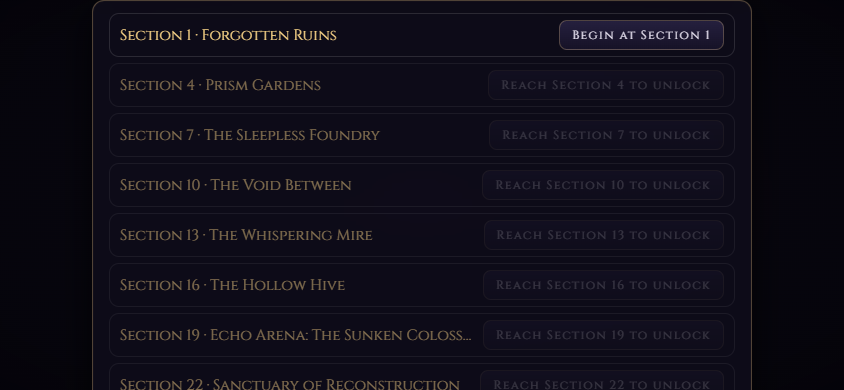 Section 1 · Forgotten Ruins Begin at Section 1
Section 4 · Prism Gardens Reach Section 4 to unlock
Section 7 · The Sleepless Foundry Reach Section 7 to unlock
Section 10 · The Void Between Reach Section 10 to unlock
Section 13 · The Whispering Mire Reach Section 13 to unlock
Section 16 · The Hollow Hive Reach Section 16 to unlock
Section 19 · Echo Arena: The Sunken Coloss… Reach Section 19 to unlock
Section 22 · Sanctuary of Reconstruction Reach Section 22 to unlock